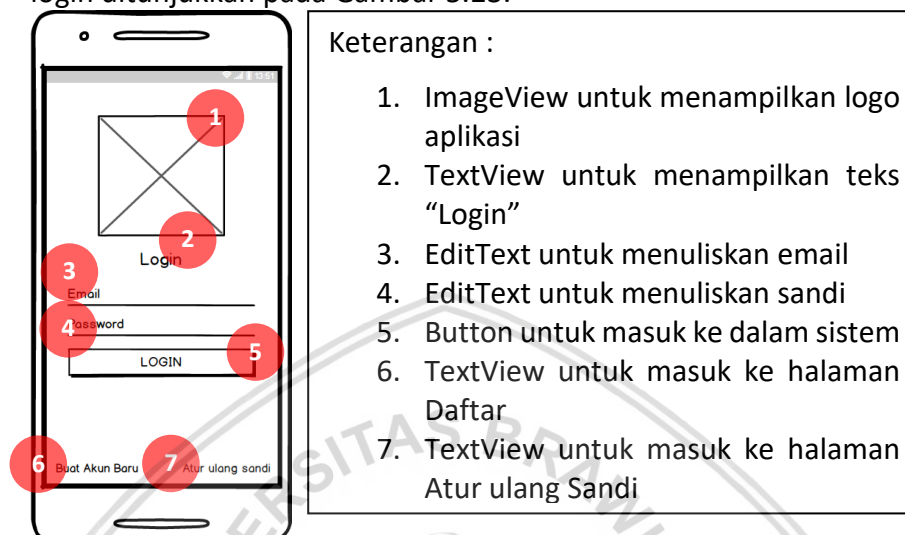 login ditunjukkan pada Gambar
13:51
1
2
Login
3
Email
4
Password
5
LOGIN
6
Buat Akun Baru
7
Atur ulang sandi
Keterangan :
1. ImageView untuk menampilkan logo
aplikasi
2. TextView untuk menampilkan teks
“Login”
3. EditText untuk menuliskan email
4. EditText untuk menuliskan sandi
5. Button untuk masuk ke dalam sistem
6. TextView untuk masuk ke halaman
Daftar
7. TextView untuk masuk ke halaman
Atur ulang Sandi